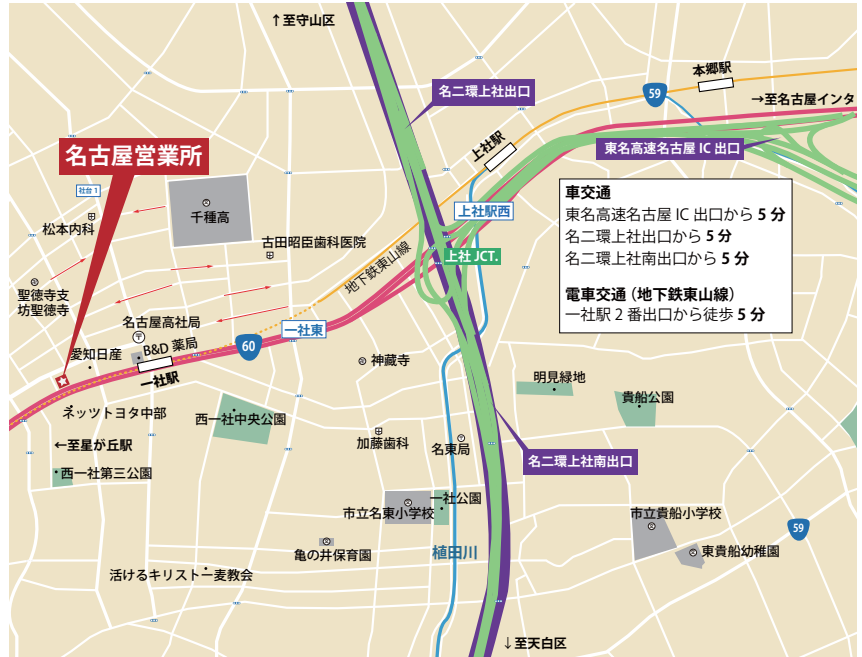 ↑至守山区
本郷駅
59
名二環上社出口
→至名古屋インタ
上社駅
東名高速名古屋 IC 出口
名古屋営業所
社台 1
千種高
松本内科
上社駅西
車交通
東名高速名古屋 IC 出口から 5 分
名二環上社出口から 5 分
名二環上社南出口から 5 分
電車交通（地下鉄東山線）
一社駅 2 番出口から徒歩 5 分
古田昭臣歯科医院
上社 JCT.
地下鉄東山線
聖徳寺支
坊聖徳寺
名古屋高社局
一社東
B&D 薬局
60
愛知日産
一社駅
神蔵寺
明見緑地
貴船公園
ネッツトヨタ中部
西一社中央公園
←至星が丘駅
加藤歯科
名東局
名二環上社南出口
西一社第三公園
一社公園
市立名東小学校
市立貴船小学校
59
亀の井保育園
植田川
東貴船幼稚園
活けるキリスト一麦教会
↓至天白区